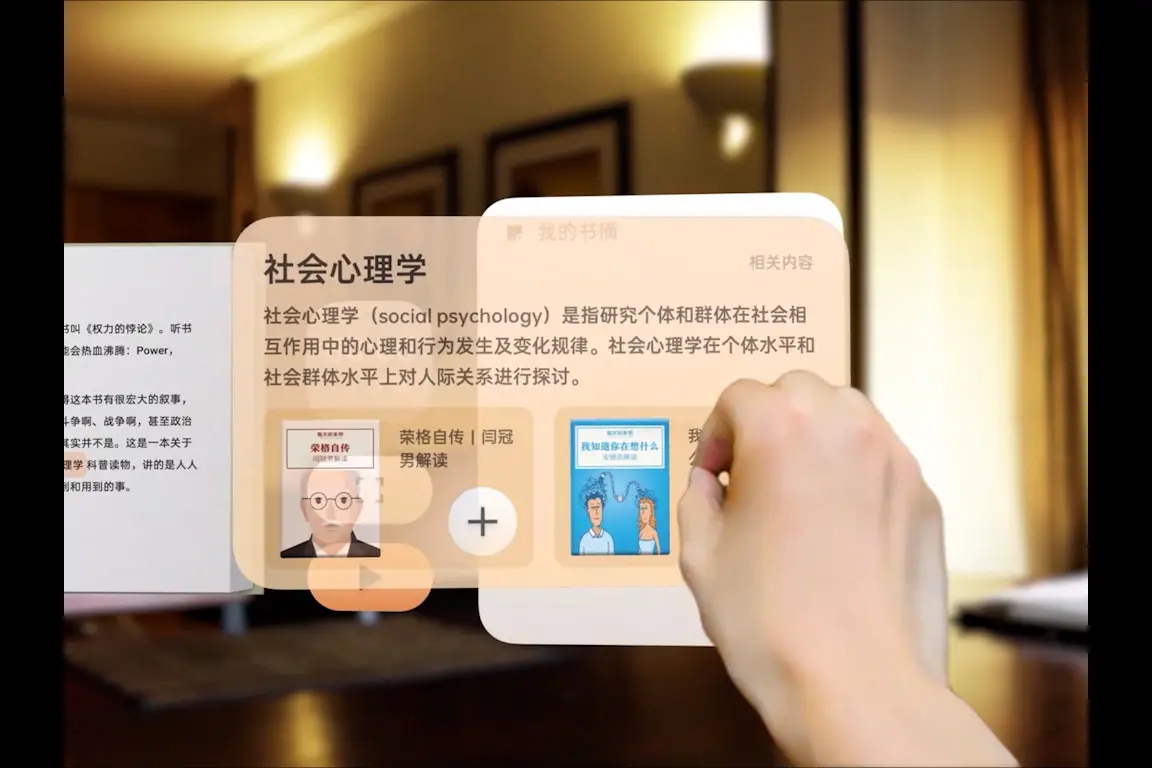 我的书摘
社会心理学
相关内容
社会心理学（social psychology）是指研究个体和群体在社会相
互作用中的心理和行为发生及变化规律。社会心理学在个体水平和
社会群体水平上对人际关系进行探讨。
荣格自传
闫冠男解读
荣格自传 | 闫冠
男解读
我知道你在想什么
我
书叫《权力的悖论》。听书
能会热血沸腾：Power，
得这本书有很宏大的叙事，
斗争啊、战争啊，甚至政治
其实并不是。这是一本关于
理学 科普读物，讲的是人人
到和用到的事。